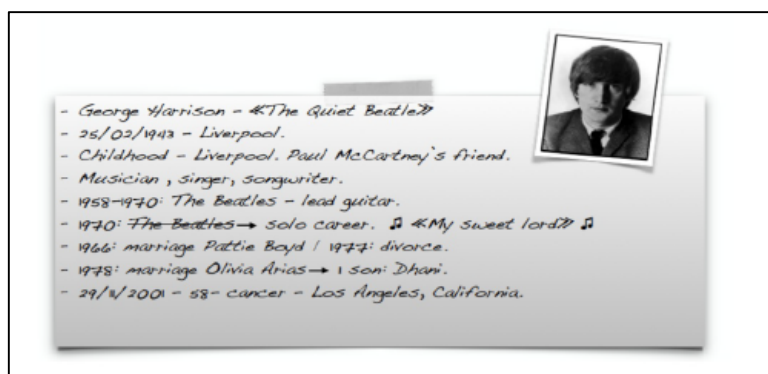 - George Harrison - «The Quiet Beatle»
- 25/02/1943 - Liverpool.
- Childhood - Liverpool. Paul McCartney's friend.
- Musician , singer, songwriter.
- 1958-1970: The Beatles - lead guitar.
- 1970: The Beatles→ solo career. ♫ «My sweet lord» ♫
- 1966: marriage Pattie Boyd / 1977: divorce.
- 1978: marriage Olivia Arias→ 1 son: Dhani.
- 29/11/2001 - 58- cancer - Los Angeles, California.